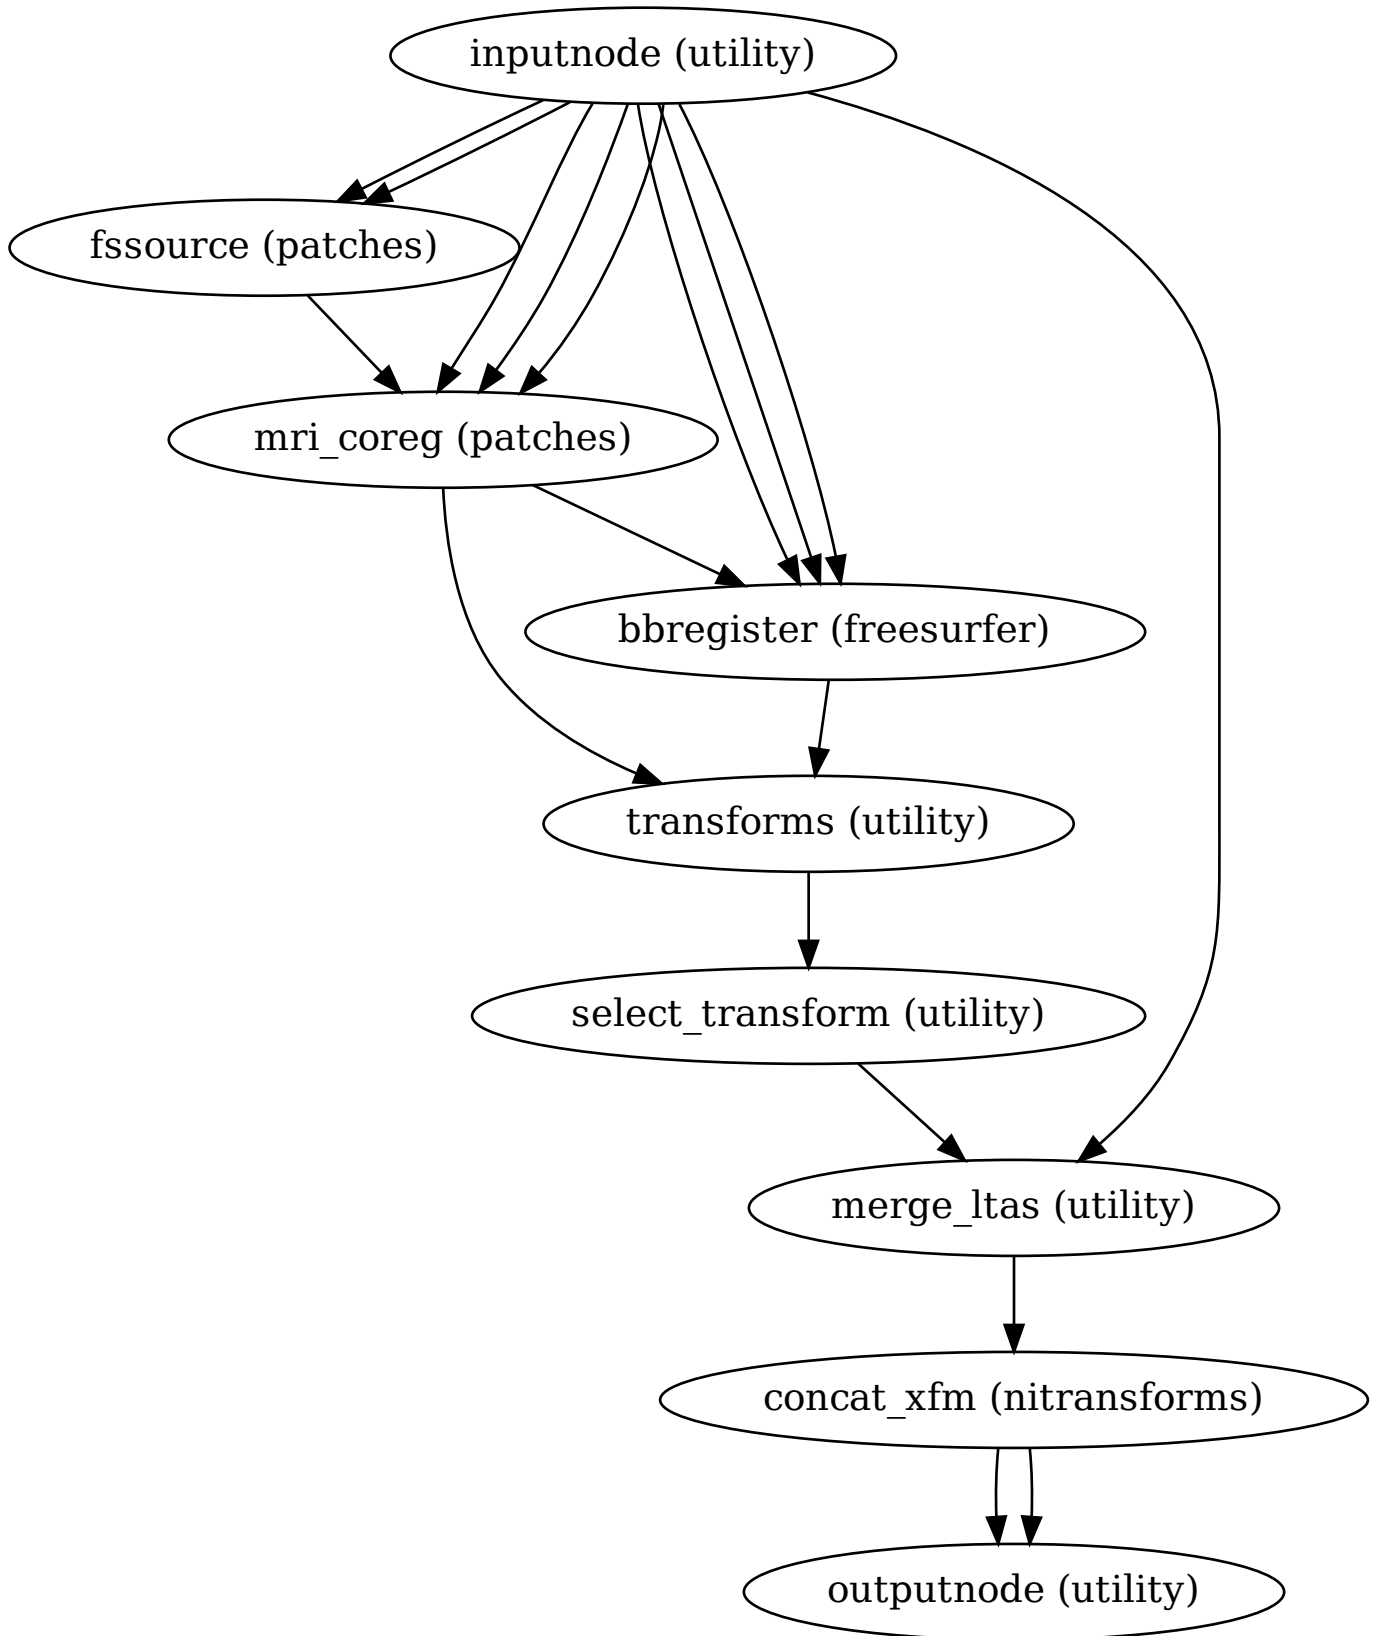 inputnode (utility)
fssource (patches)
mri_coreg (patches)
bbregister (freesurfer)
transforms (utility)
select_transform (utility)
merge_ltas (utility)
concat_xfm (nitransforms)
outputnode (utility)